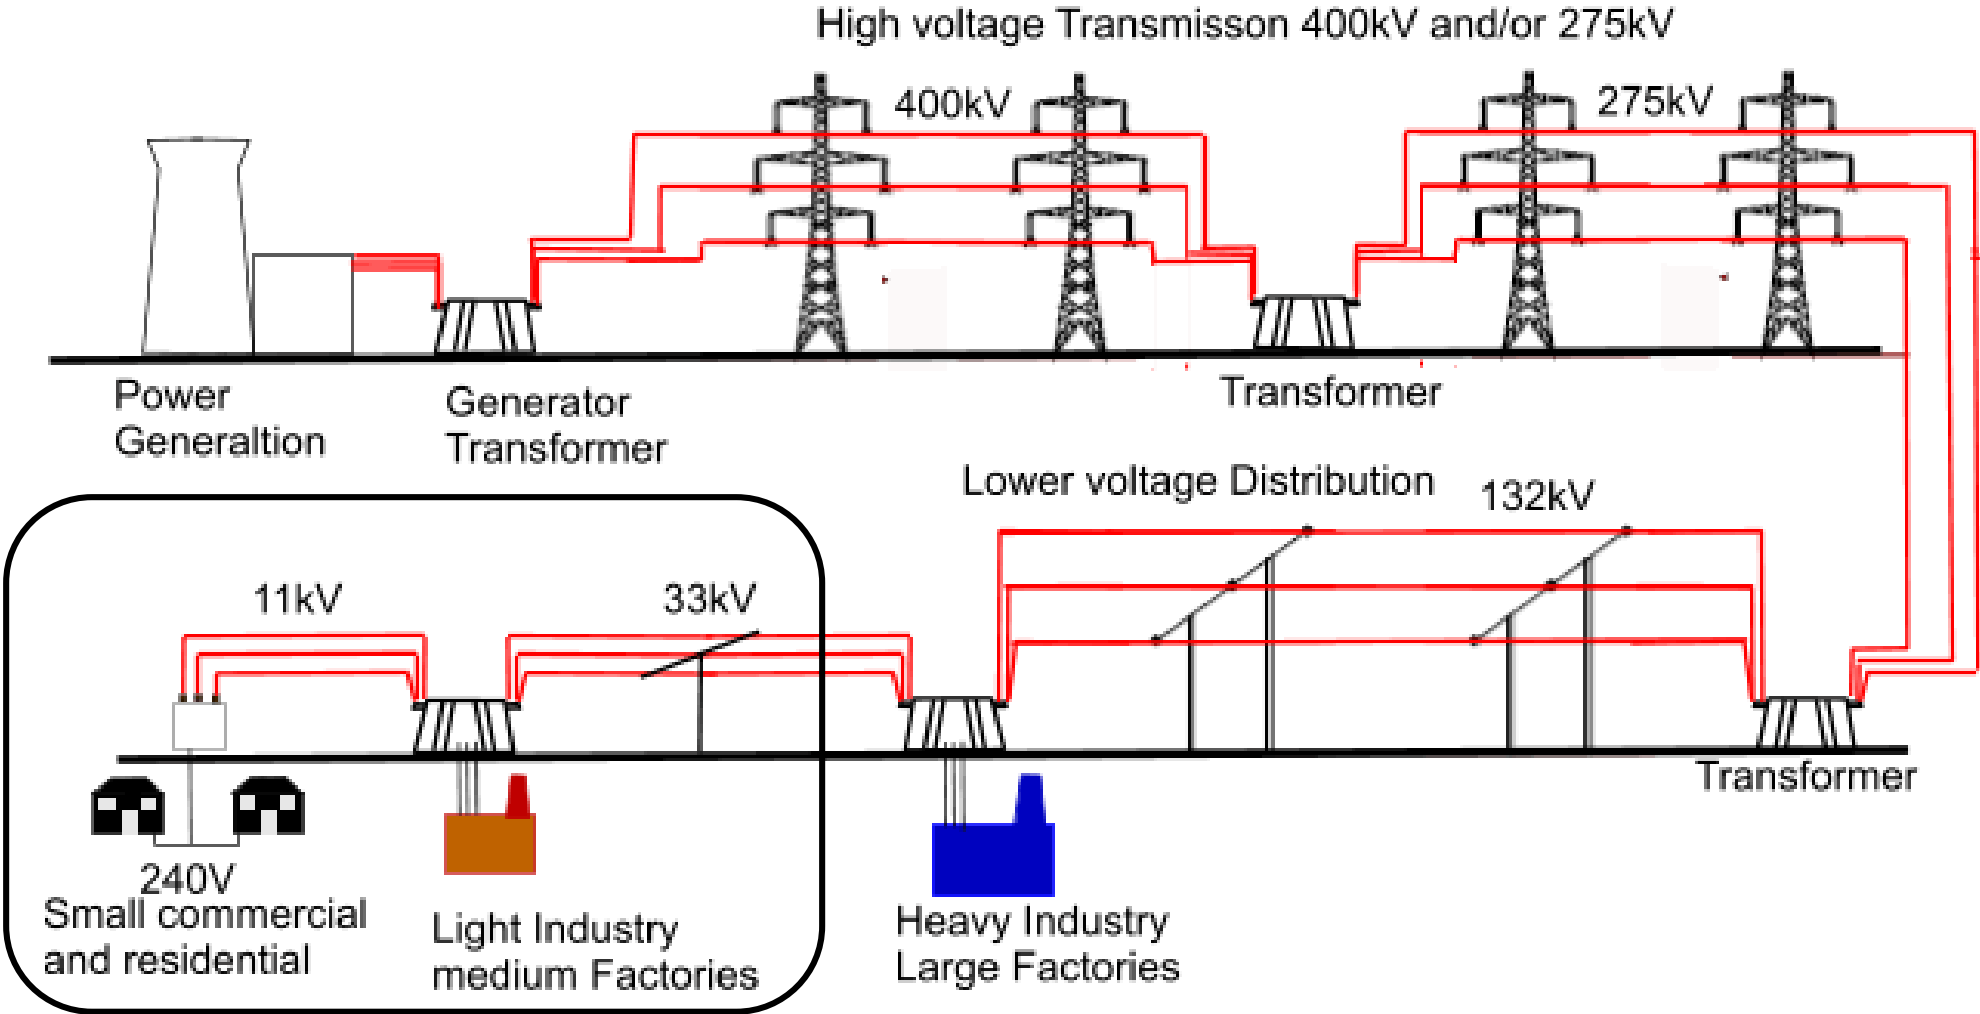 High voltage Transmisson 400kV and/or 275kV
400kV
275kV
Power
Generaltion
Generator
Transformer
Transformer
Lower voltage Distribution
132kV
11kV
33kV
Transformer
240V
Small commercial
and residential
Light Industry
medium Factories
Heavy Industry
Large Factories